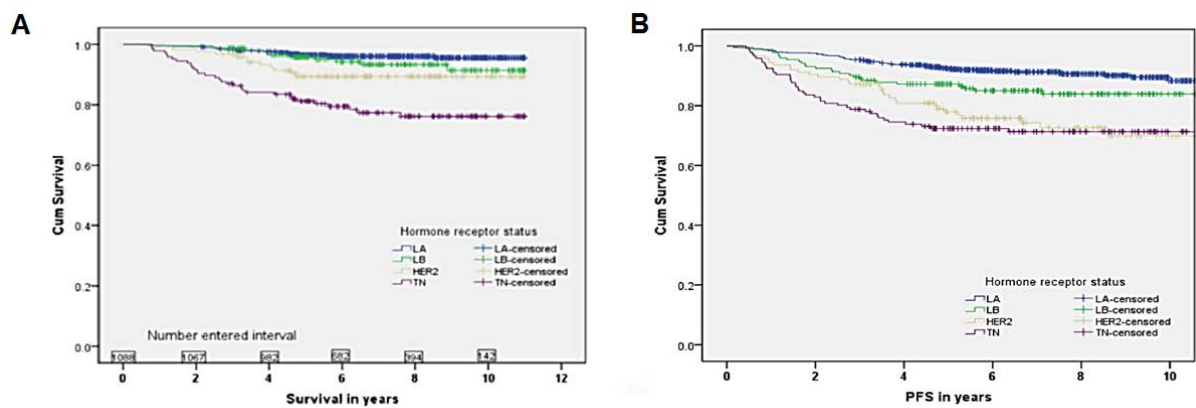 A
Cum Survival
1.0
0.8
0.6
0.4
0.2
0.0
Hormone receptor status
LA
LA-censored
LB
LB-censored
HER2
HER2-censored
TN
TN-censored
Number entered interval
1088
1067
982
682
394
142
0
2
4
6
8
10
12
Survival in years
B
Cum Survival
1.0
0.8
0.6
0.4
0.2
0.0
Hormone receptor status
LA
LA-censored
LB
LB-censored
HER2
HER2-censored
TN
TN-censored
0
2
4
6
8
10
PFS in years